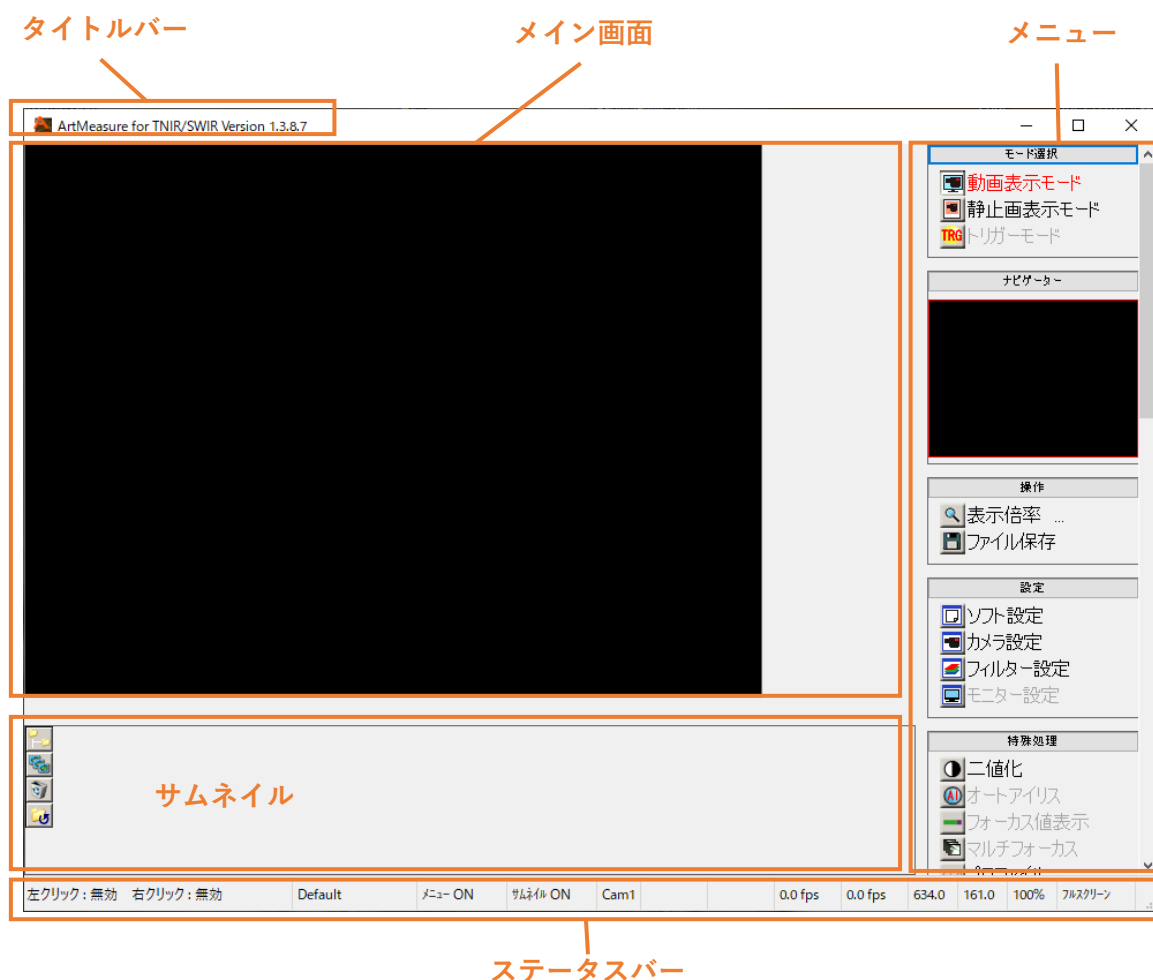 タイトルバー
メイン画面
メニュー
ArtMeasure for TNIR/SWIR Version 1.3.8.7
モード選択
動画表示モード
静止画表示モード
TRG トリガーモード
ナビゲーター
操作
表示倍率 ...
ファイル保存
設定
ソフト設定
カメラ設定
フィルター設定
モニター設定
特殊処理
二値化
AI オートアイリス
フォーカス値表示
マルチフォーカス
サムネイル
左クリック : 無効 右クリック : 無効 Default メニュー ON サムネイル ON Cam1 0.0 fps 0.0 fps 634.0 161.0 100% フルスクリーン
ステータスバー